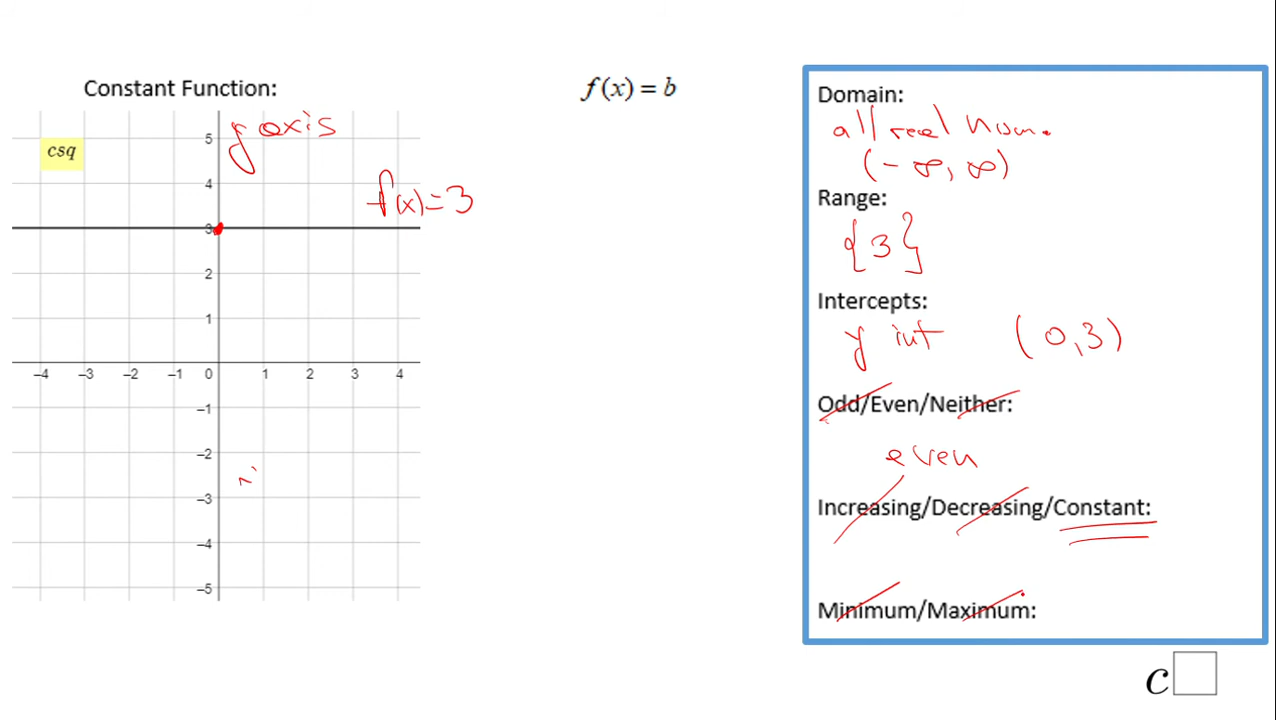 Constant Function:
f(x) = b
csq
y axis
f(x)=3
5
4
3
2
1
-4 -3 -2 -1 0 1 2 3 4
-1
-2
-3
-4
-5
Domain:
all real num.
(-∞, ∞)
Range:
{3}
Intercepts:
y int (0,3)
Odd/Even/Neither:
even
Increasing/Decreasing/Constant:
Minimum/Maximum:
c